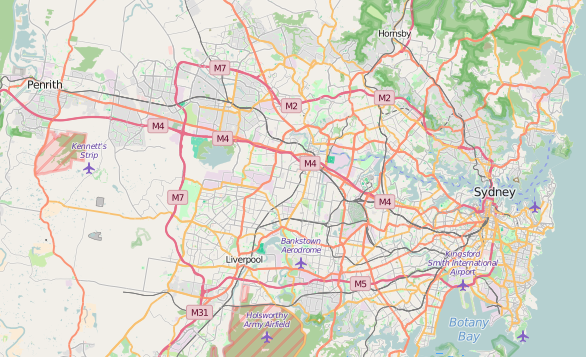 Hornsby
M7
Penrith
M2
M2
M4
M4
Kennett's
Strip
M4
M7
M4
Sydney
Bankstown
Aerodrome
Liverpool
Kingsford
Smith International
Airport
M5
M31
Holsworthy
Army Airfield
Botany
Bay